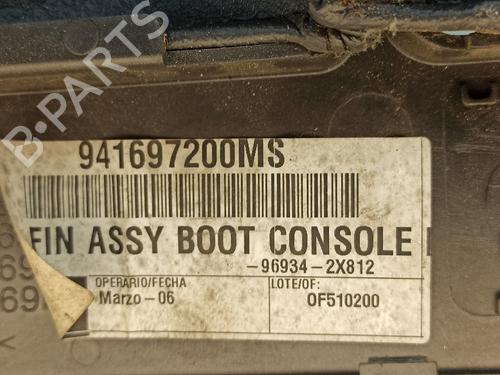 B-PARTS
941697200MS
FIN ASSY BOOT CONSOLE
-96934-2X812
OPERARIO/FECHA
Marzo-06
LOTE/OF:
OF510200